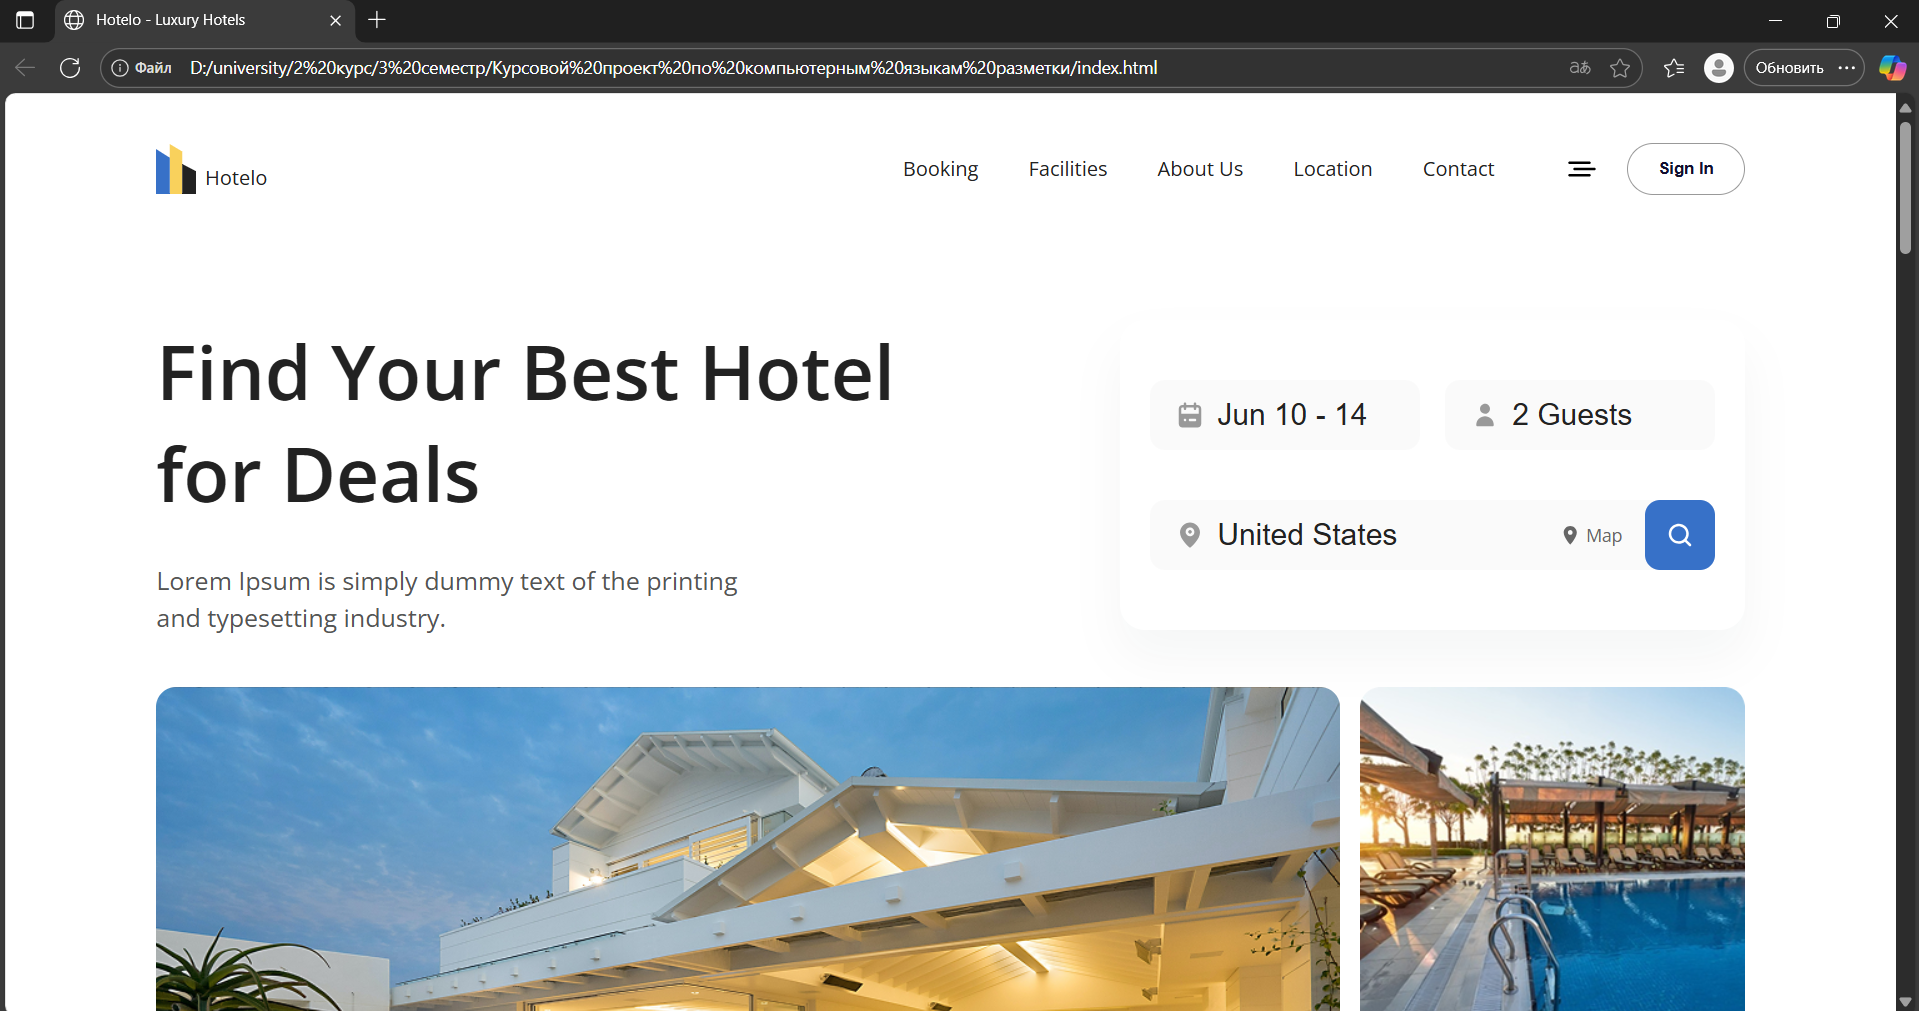 Hotelo - Luxury Hotels
Файл D:/university/2%20курс/3%20семестр/Курсовой%20проект%20по%20компьютерным%20языкам%20разметки/index.html
Обновить
Hotelo
Booking Facilities About Us Location Contact
Sign In
Find Your Best Hotel
for Deals
Lorem Ipsum is simply dummy text of the printing
and typesetting industry.
Jun 10 - 14
2 Guests
United States
Map